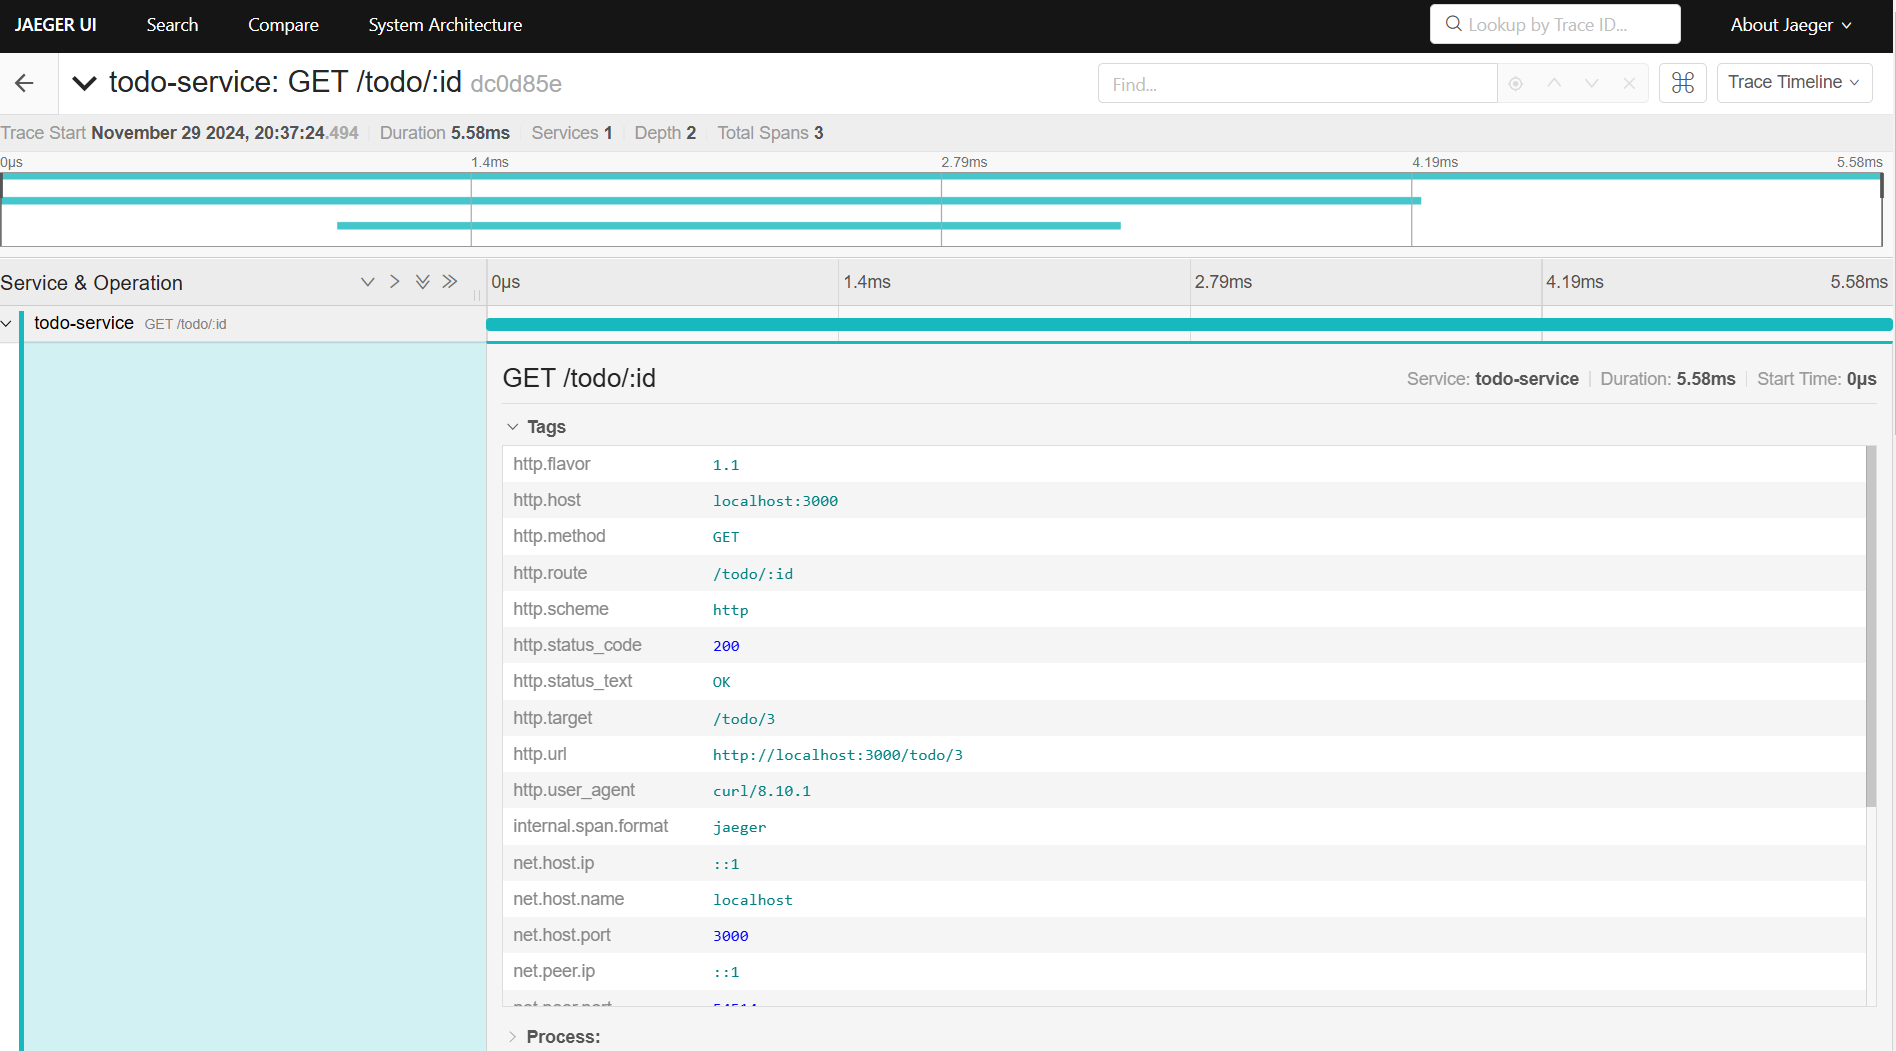 JAEGER UI Search Compare System Architecture Lookup by Trace ID... About Jaeger
todo-service: GET /todo/:id dc0d85e Find... Trace Timeline
Trace Start November 29 2024, 20:37:24.494 Duration 5.58ms Services 1 Depth 2 Total Spans 3
0μs 1.4ms 2.79ms 4.19ms 5.58ms
Service & Operation 0μs 1.4ms 2.79ms 4.19ms 5.58ms
todo-service GET /todo/:id
GET /todo/:id Service: todo-service Duration: 5.58ms Start Time: 0μs
Tags
http.flavor 1.1
http.host localhost:3000
http.method GET
http.route /todo/:id
http.scheme http
http.status_code 200
http.status_text OK
http.target /todo/3
http.url http://localhost:3000/todo/3
http.user_agent curl/8.10.1
internal.span.format jaeger
net.host.ip ::1
net.host.name localhost
net.host.port 3000
net.peer.ip ::1
net.peer.port
Process: